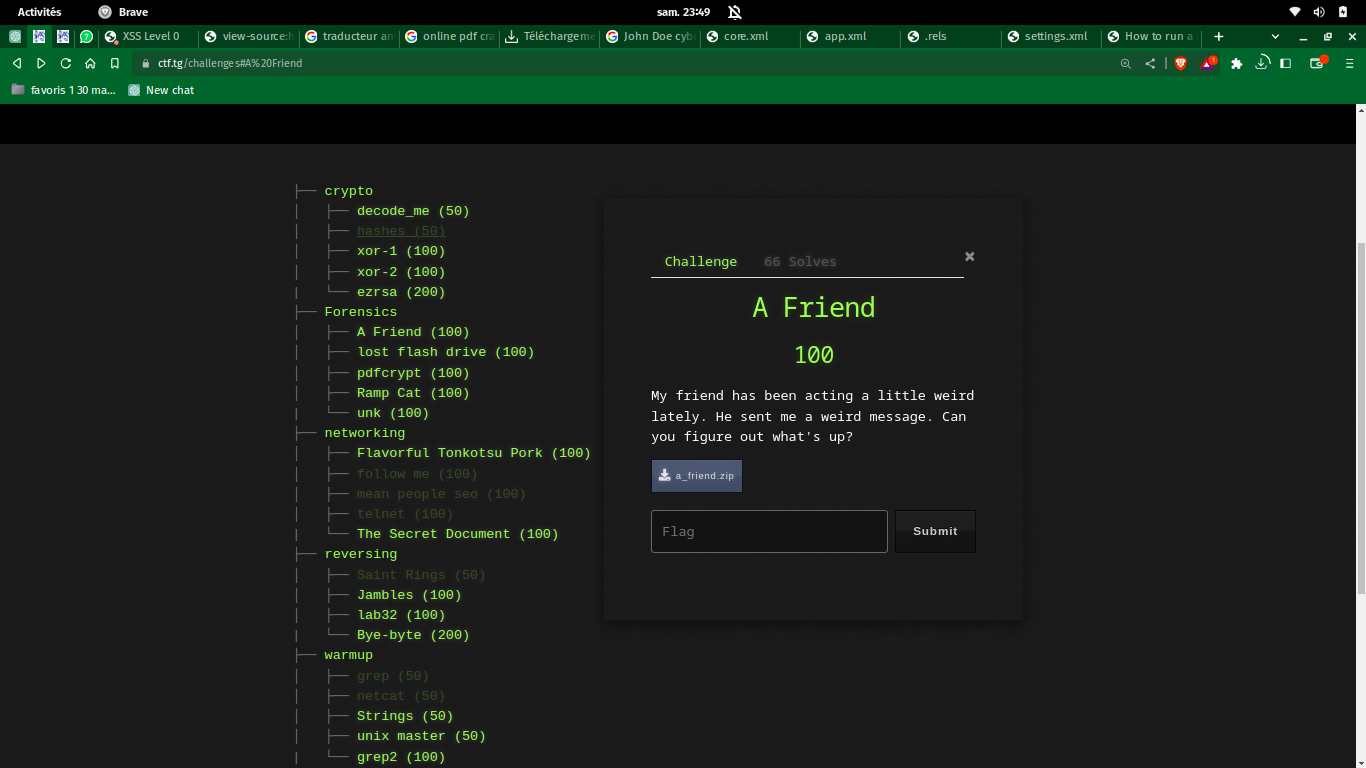 Activités
Brave
sam. 23:49
XSS Level 0
view-source:h
traducteur an
online pdf cra
Téléchargeme
John Doe cyb
core.xml
app.xml
.rels
settings.xml
How to run a
ctf.tg/challenges#A%20Friend
favoris 1 30 ma...
New chat
├── crypto
│ ├── decode_me (50)
│ ├── hashes (50)
│ ├── xor-1 (100)
│ ├── xor-2 (100)
| └── ezrsa (200)
├── Forensics
│ ├── A Friend (100)
│ ├── lost flash drive (100)
│ ├── pdfcrypt (100)
│ ├── Ramp Cat (100)
| └── unk (100)
├── networking
│ ├── Flavorful Tonkotsu Pork (100)
│ ├── follow me (100)
│ ├── mean people seo (100)
│ ├── telnet (100)
| └── The Secret Document (100)
├── reversing
│ ├── Saint Rings (50)
│ ├── Jambles (100)
│ ├── lab32 (100)
| └── Bye-byte (200)
├── warmup
│ ├── grep (50)
│ ├── netcat (50)
│ ├── Strings (50)
│ ├── unix master (50)
| └── grep2 (100)
Challenge
66 Solves
×
A Friend
100
My friend has been acting a little weird
lately. He sent me a weird message. Can
you figure out what's up?
a_friend.zip
Flag
Submit